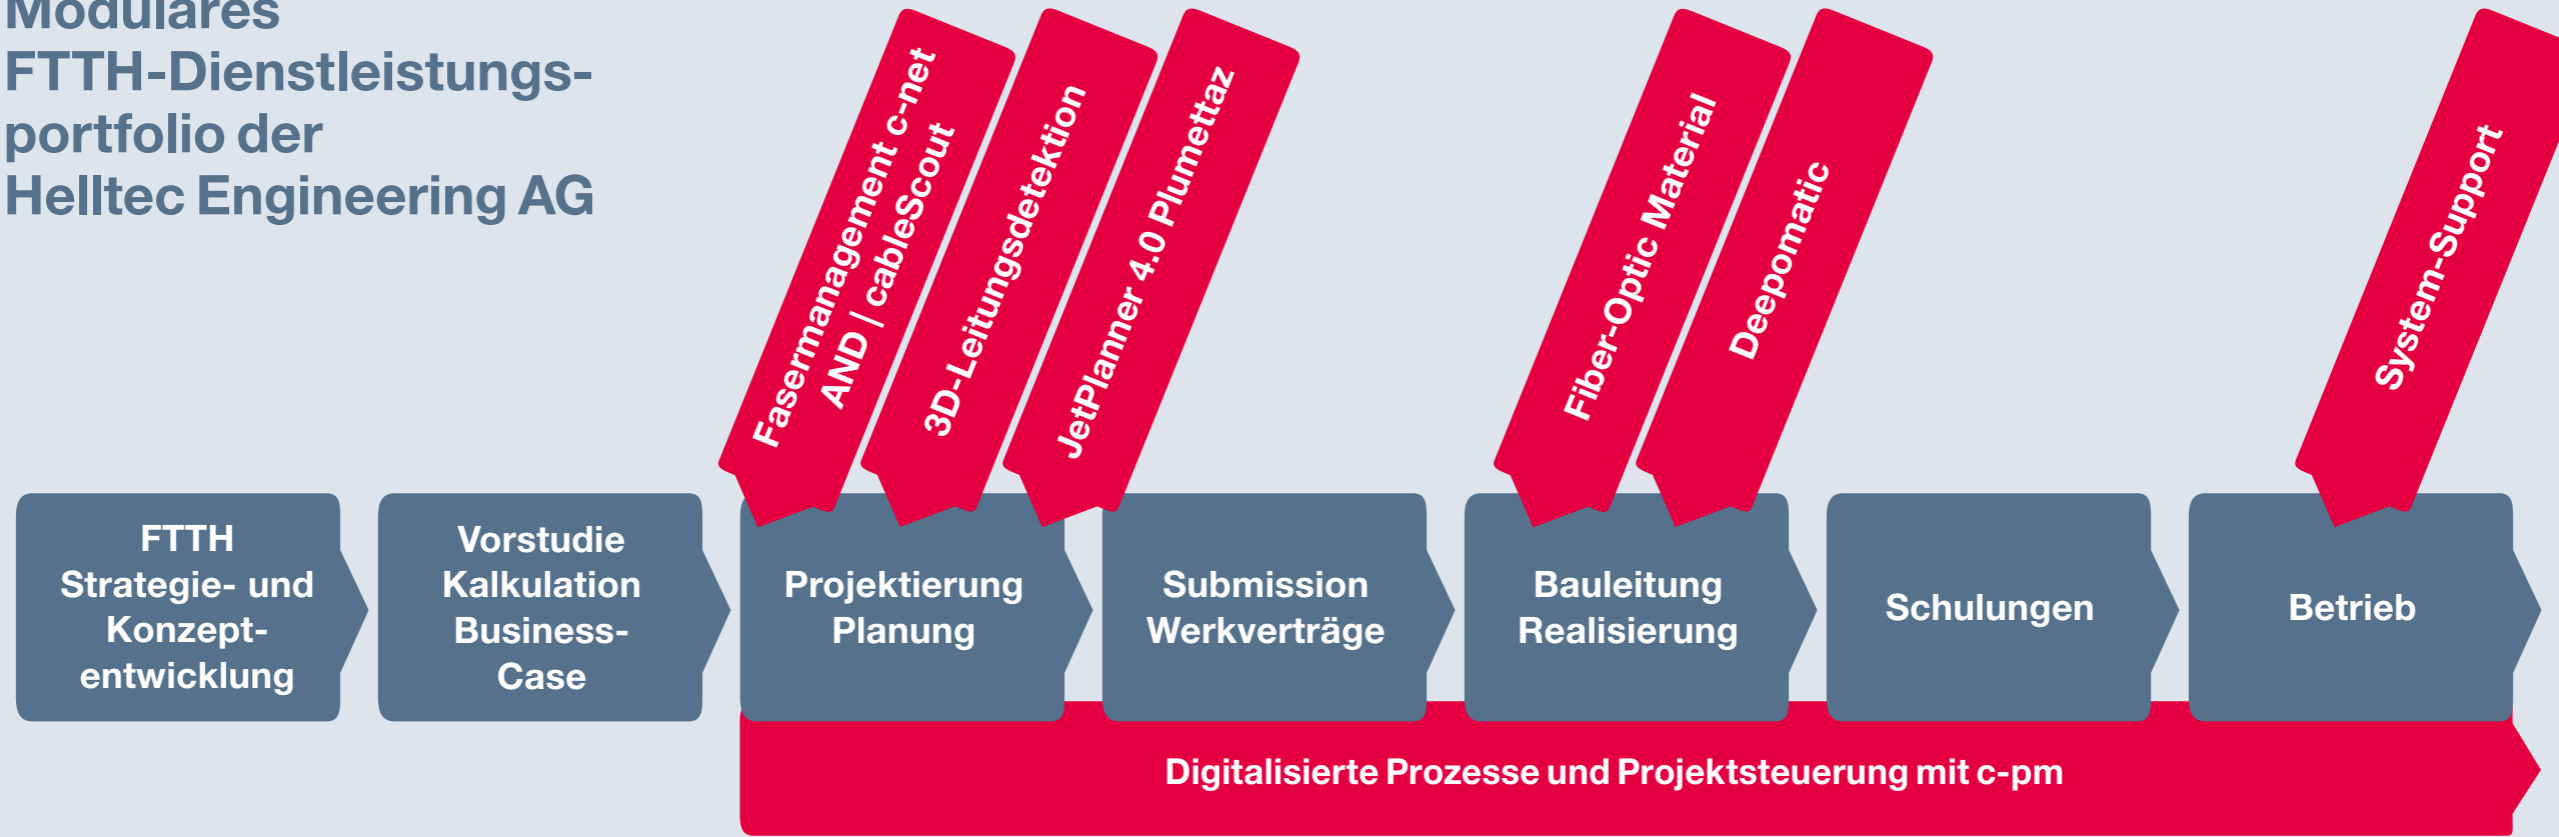 Modulares
FTTH-Dienstleistungs-
portfolio der
Helltec Engineering AG
Fasermanagement c-net
AND | cableScout
3D-Leitungsdetektion
JetPlanner 4.0 Plumettaz
Fiber-Optic Material
Deepomatic
System-Support
FTTH
Strategie- und
Konzept-
entwicklung
Vorstudie
Kalkulation
Business-
Case
Projektierung
Planung
Submission
Werkverträge
Bauleitung
Realisierung
Schulungen
Betrieb
Digitalisierte Prozesse und Projektsteuerung mit c-pm